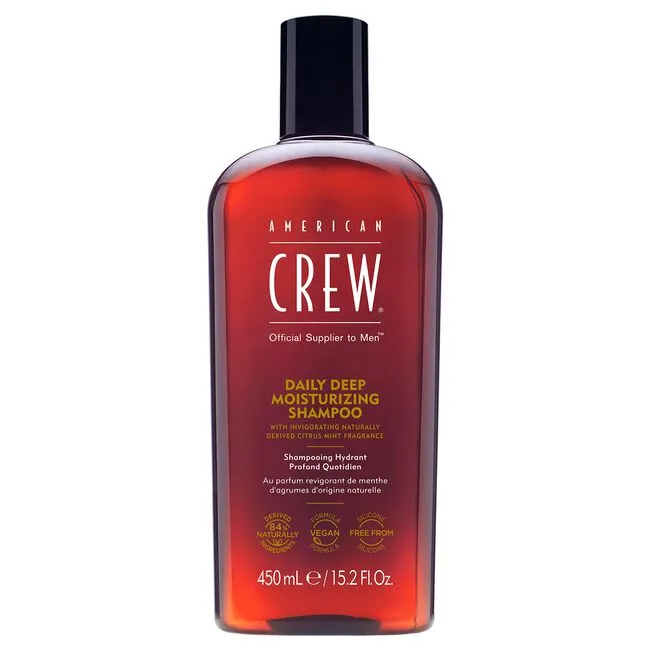 AMERICAN
CREW®
Official Supplier to Men™
DAILY DEEP
MOISTURIZING
SHAMPOO
WITH INVIGORATING NATURALLY
DERIVED CITRUS MINT FRAGRANCE
Shampooing Hydrant
Profond Quotidien
Au parfum revigorant de menthe
d'agrumes d'origine naturelle
DERIVED
84%
NATURALLY
INGREDIENTS
FORMULA
VEGAN
FORMULA
SILICONE
FREE FROM
SILICONE
450 mL ℮/15.2 Fl.Oz.